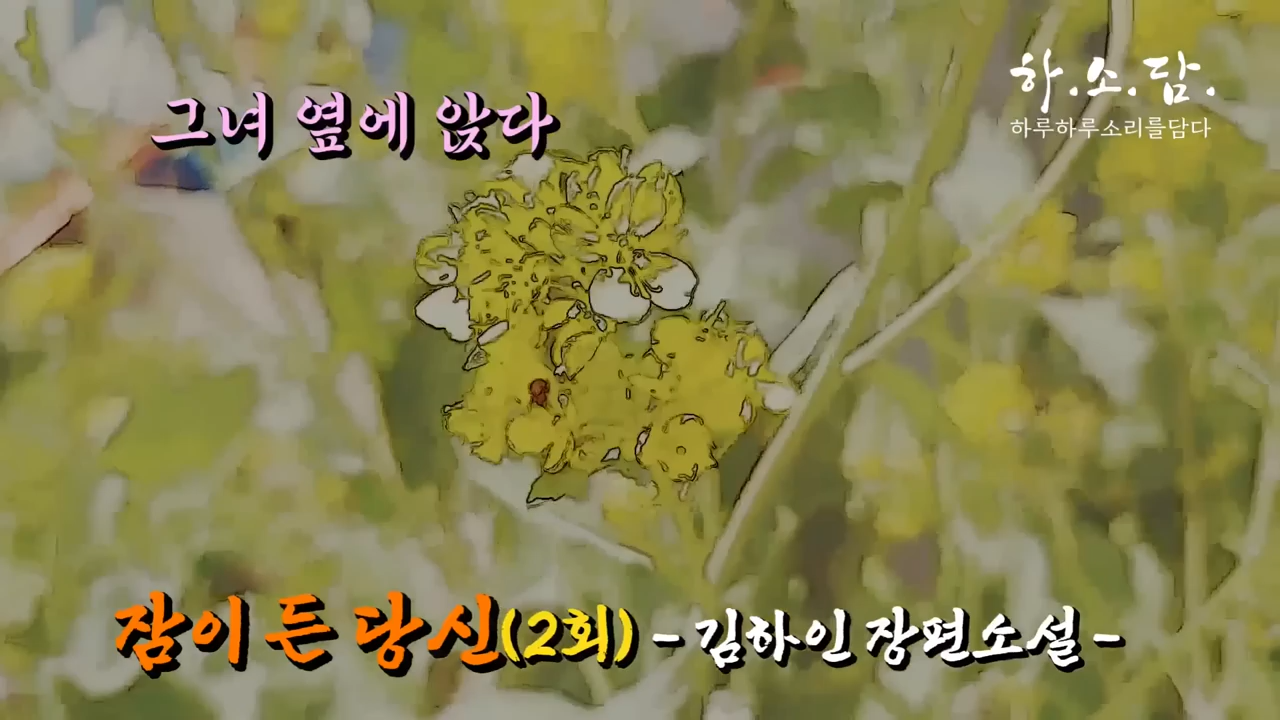 그녀 옆에 앉다
하.소.담.
하루하루소리를담다
잠이 든 당신(2회) - 김하인 장편소설 -